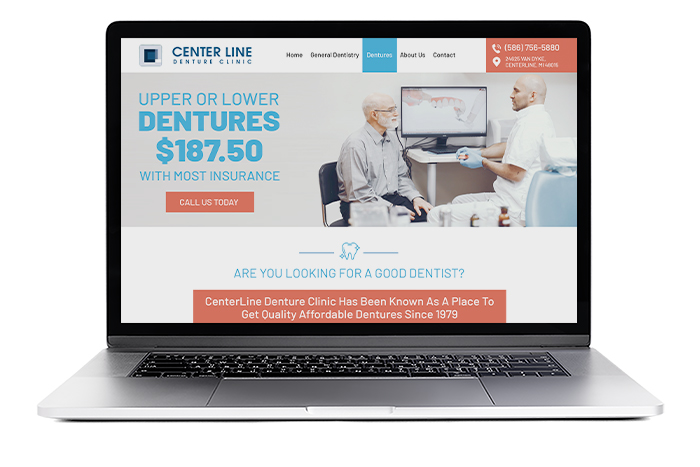 CENTER LINE
DENTURE CLINIC
Home General Dentistry Dentures About Us Contact
(586) 756-5880
24625 VAN DYKE,
CENTERLINE, MI 48015
UPPER OR LOWER
DENTURES
$187.50
WITH MOST INSURANCE
CALL US TODAY
ARE YOU LOOKING FOR A GOOD DENTIST?
CenterLine Denture Clinic Has Been Known As A Place To
Get Quality Affordable Dentures Since 1979